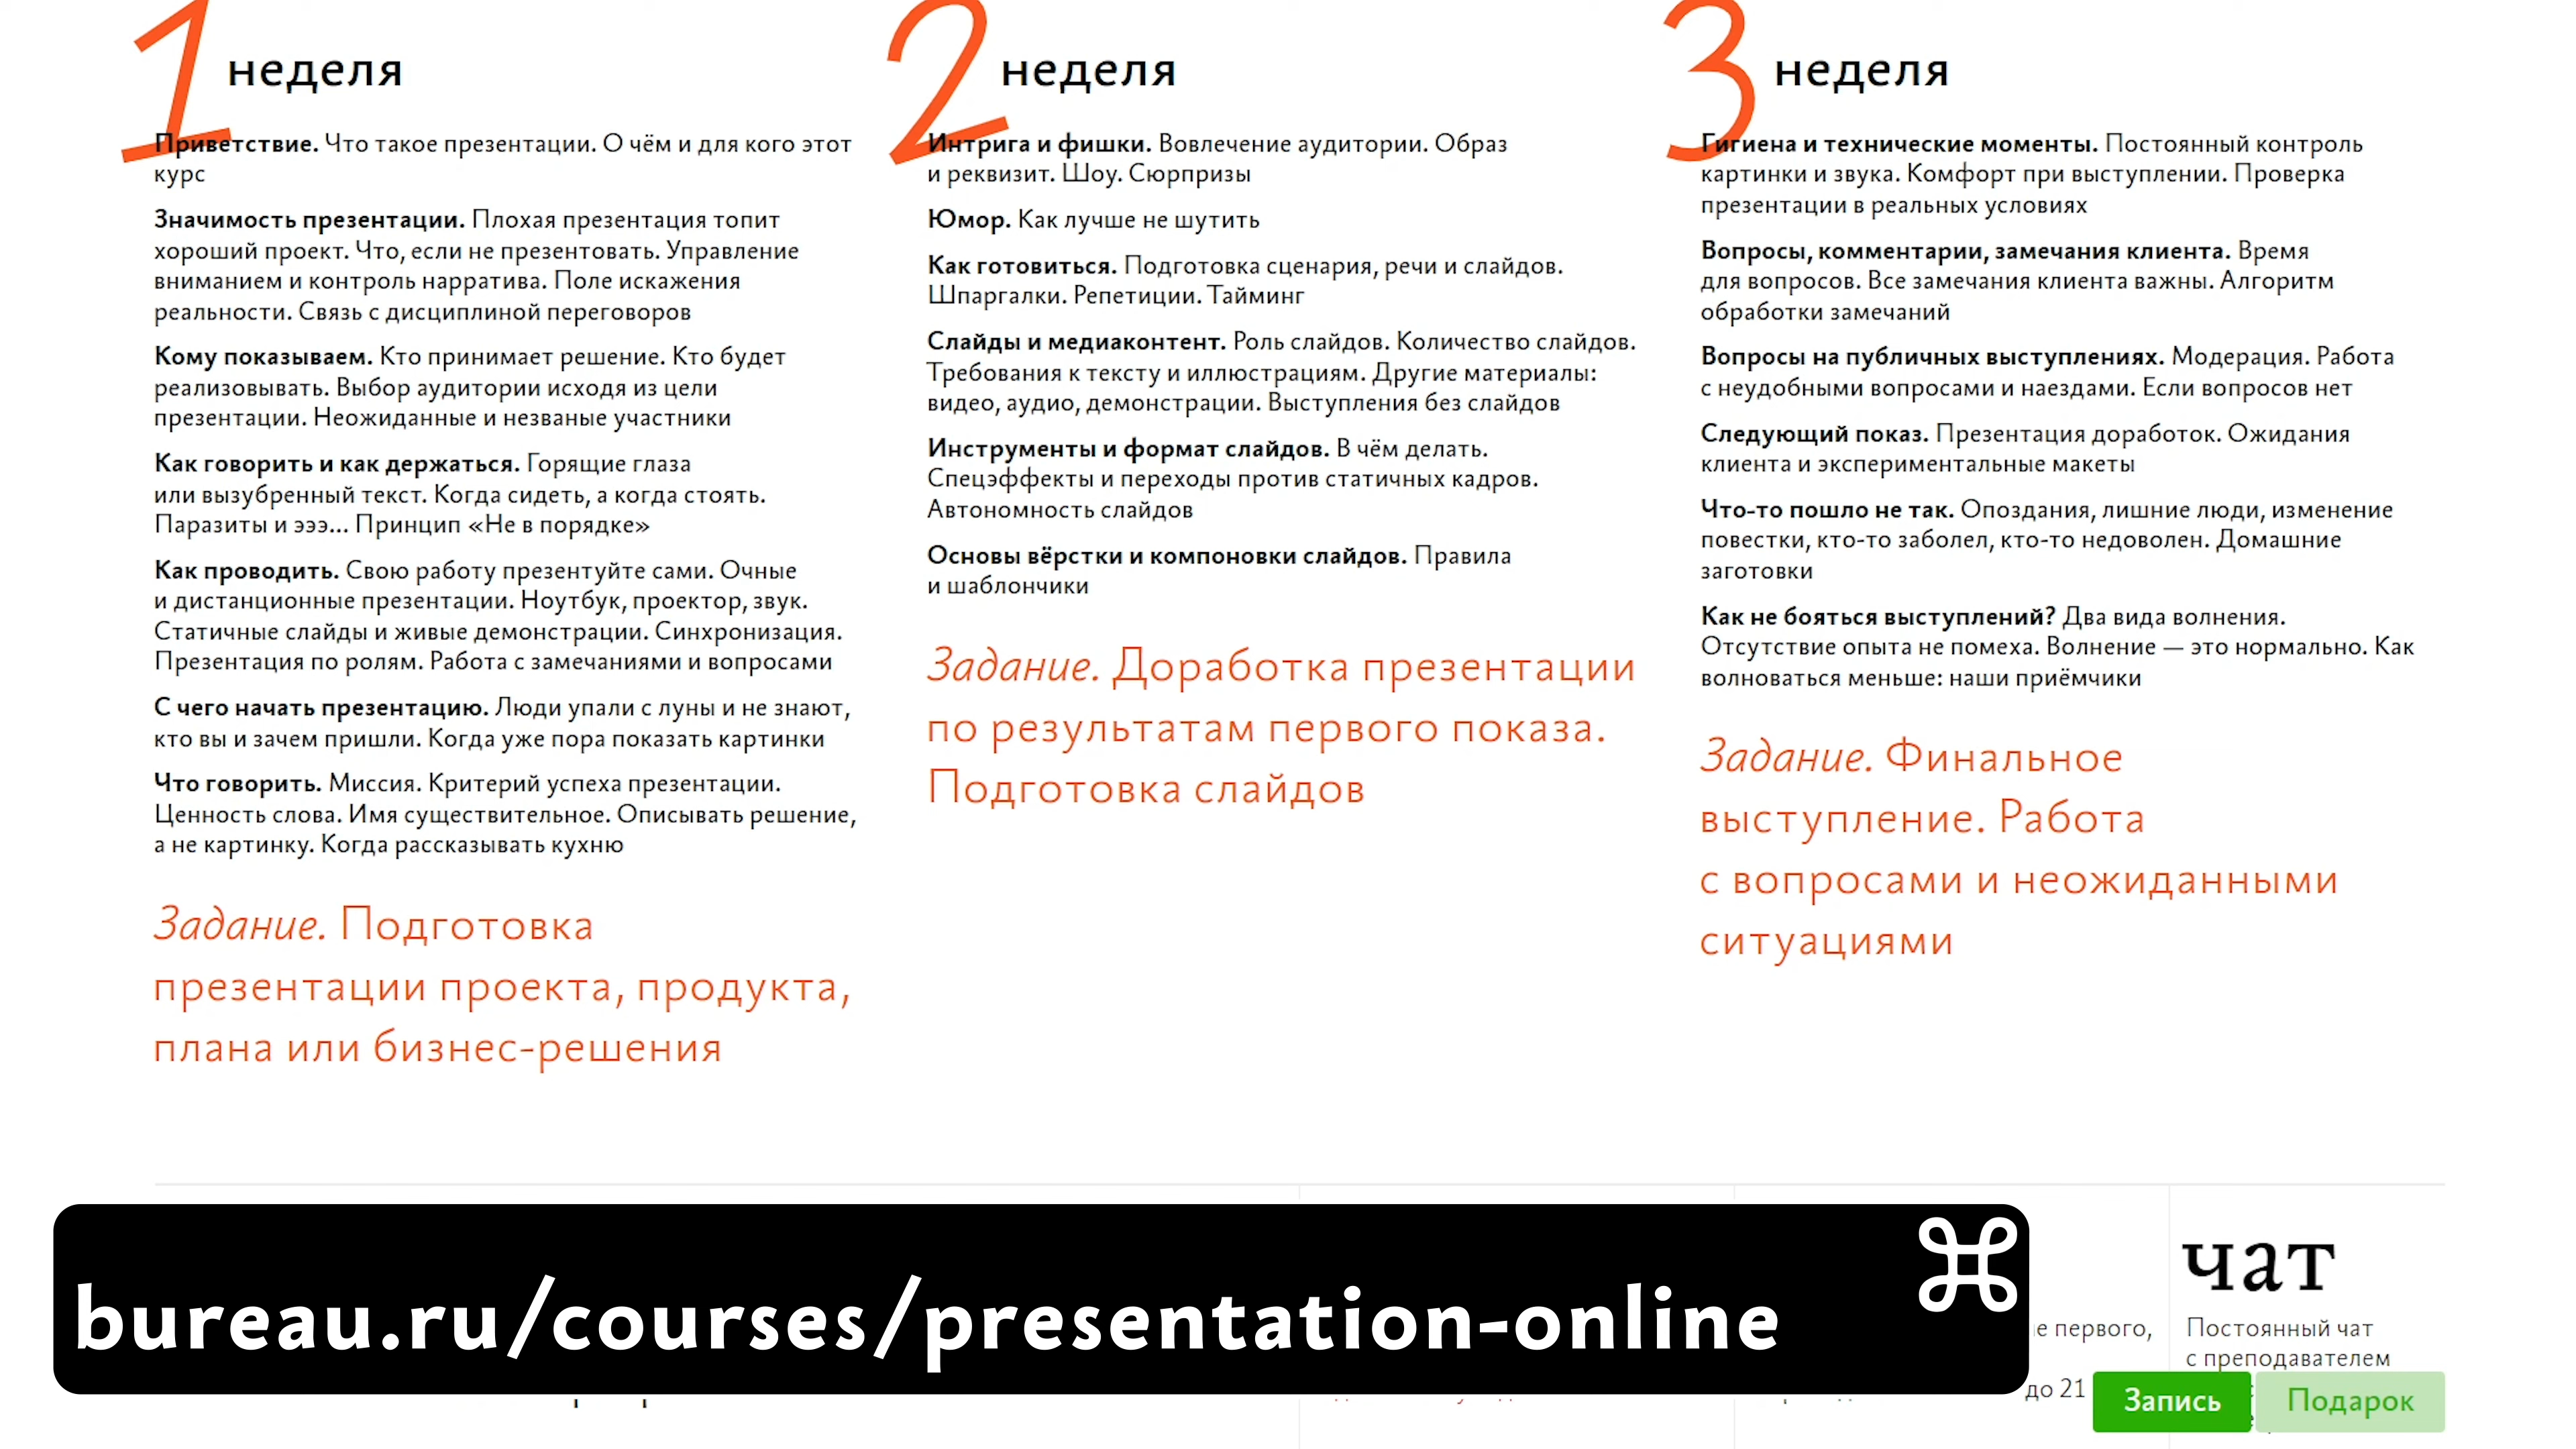 1 неделя
Приветствие. Что такое презентации. О чём и для кого этот
курс
Значимость презентации. Плохая презентация топит
хороший проект. Что, если не презентовать. Управление
вниманием и контроль нарратива. Поле искажения
реальности. Связь с дисциплиной переговоров
Кому показываем. Кто принимает решение. Кто будет
реализовывать. Выбор аудитории исходя из цели
презентации. Неожиданные и незваные участники
Как говорить и как держаться. Горящие глаза
или вызубренный текст. Когда сидеть, а когда стоять.
Паразиты и эээ... Принцип «Не в порядке»
Как проводить. Свою работу презентуйте сами. Очные
и дистанционные презентации. Ноутбук, проектор, звук.
Статичные слайды и живые демонстрации. Синхронизация.
Презентация по ролям. Работа с замечаниями и вопросами
С чего начать презентацию. Люди упали с луны и не знают,
кто вы и зачем пришли. Когда уже пора показать картинки
Что говорить. Миссия. Критерий успеха презентации.
Ценность слова. Имя существительное. Описывать решение,
а не картинку. Когда рассказывать кухню
Задание. Подготовка
презентации проекта, продукта,
плана или бизнес-решения
2 неделя
Интрига и фишки. Вовлечение аудитории. Образ
и реквизит. Шоу. Сюрпризы
Юмор. Как лучше не шутить
Как готовиться. Подготовка сценария, речи и слайдов.
Шпаргалки. Репетиции. Тайминг
Слайды и медиаконтент. Роль слайдов. Количество слайдов.
Требования к тексту и иллюстрациям. Другие материалы:
видео, аудио, демонстрации. Выступления без слайдов
Инструменты и формат слайдов. В чём делать.
Спецэффекты и переходы против статичных кадров.
Автономность слайдов
Основы вёрстки и компоновки слайдов. Правила
и шаблончики
Задание. Доработка презентации
по результатам первого показа.
Подготовка слайдов
3 неделя
Гигиена и технические моменты. Постоянный контроль
картинки и звука. Комфорт при выступлении. Проверка
презентации в реальных условиях
Вопросы, комментарии, замечания клиента. Время
для вопросов. Все замечания клиента важны. Алгоритм
обработки замечаний
Вопросы на публичных выступлениях. Модерация. Работа
с неудобными вопросами и наездами. Если вопросов нет
Следующий показ. Презентация доработок. Ожидания
клиента и экспериментальные макеты
Что-то пошло не так. Опоздания, лишние люди, изменение
повестки, кто-то заболел, кто-то недоволен. Домашние
заготовки
Как не бояться выступлений? Два вида волнения.
Отсутствие опыта не помеха. Волнение — это нормально. Как
волноваться меньше: наши приёмчики
Задание. Финальное
выступление. Работа
с вопросами и неожиданными
ситуациями
bureau.ru/courses/presentation-online ⌘
первого,
до 21
чат
Постоянный чат
с преподавателем
Запись
Подарок